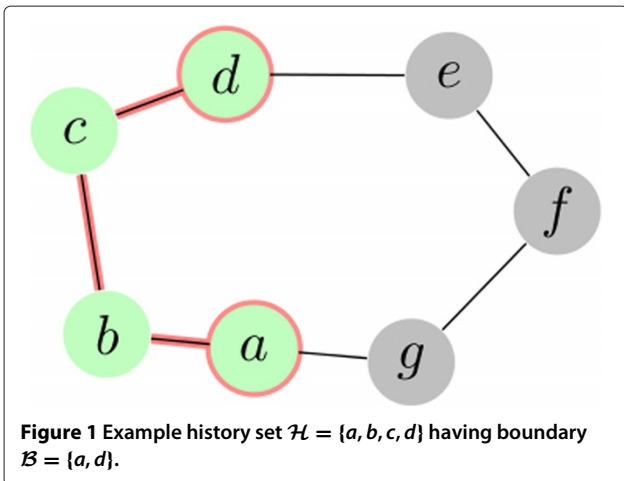 d
e
c
f
b
a
g
Figure 1 Example history set ℋ = {a, b, c, d} having boundary
ℬ = {a, d}.